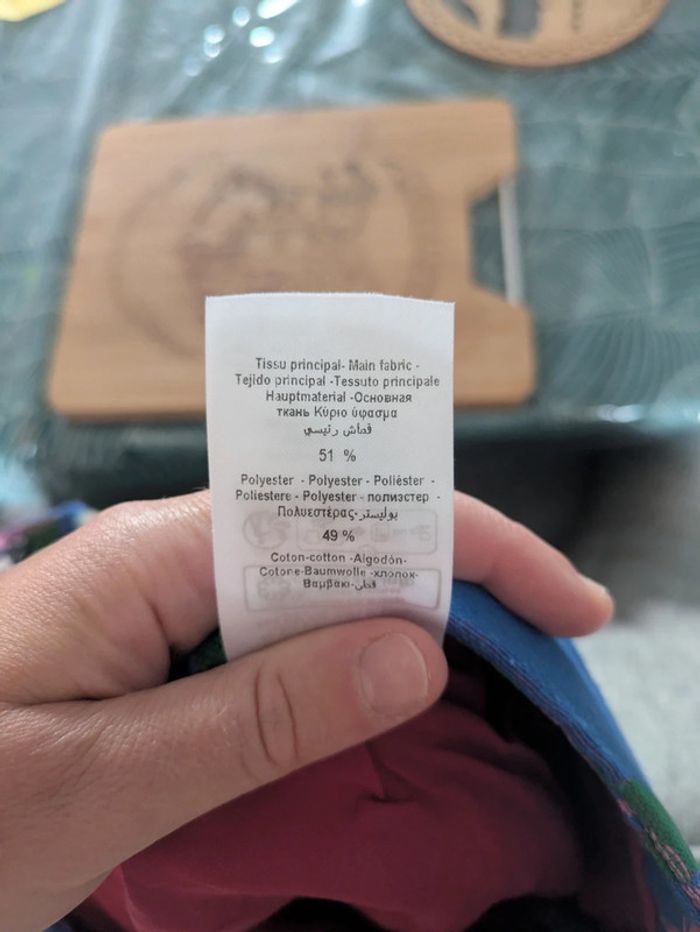 Tissu principal- Main fabric -
Tejido principal -Tessuto principale
Hauptmaterial -Основная
ткань Κύριο ύφασμα
قماش رئيسي
51 %
Polyester - Polyester - Poliéster -
Poliestere - Polyester - полиэстер -
Πολυεστέρας- بوليستر
49 %
Coton-cotton -Algodón-
Cotone-Baumwolle -хлопок-
Βαμβάκι-قطن